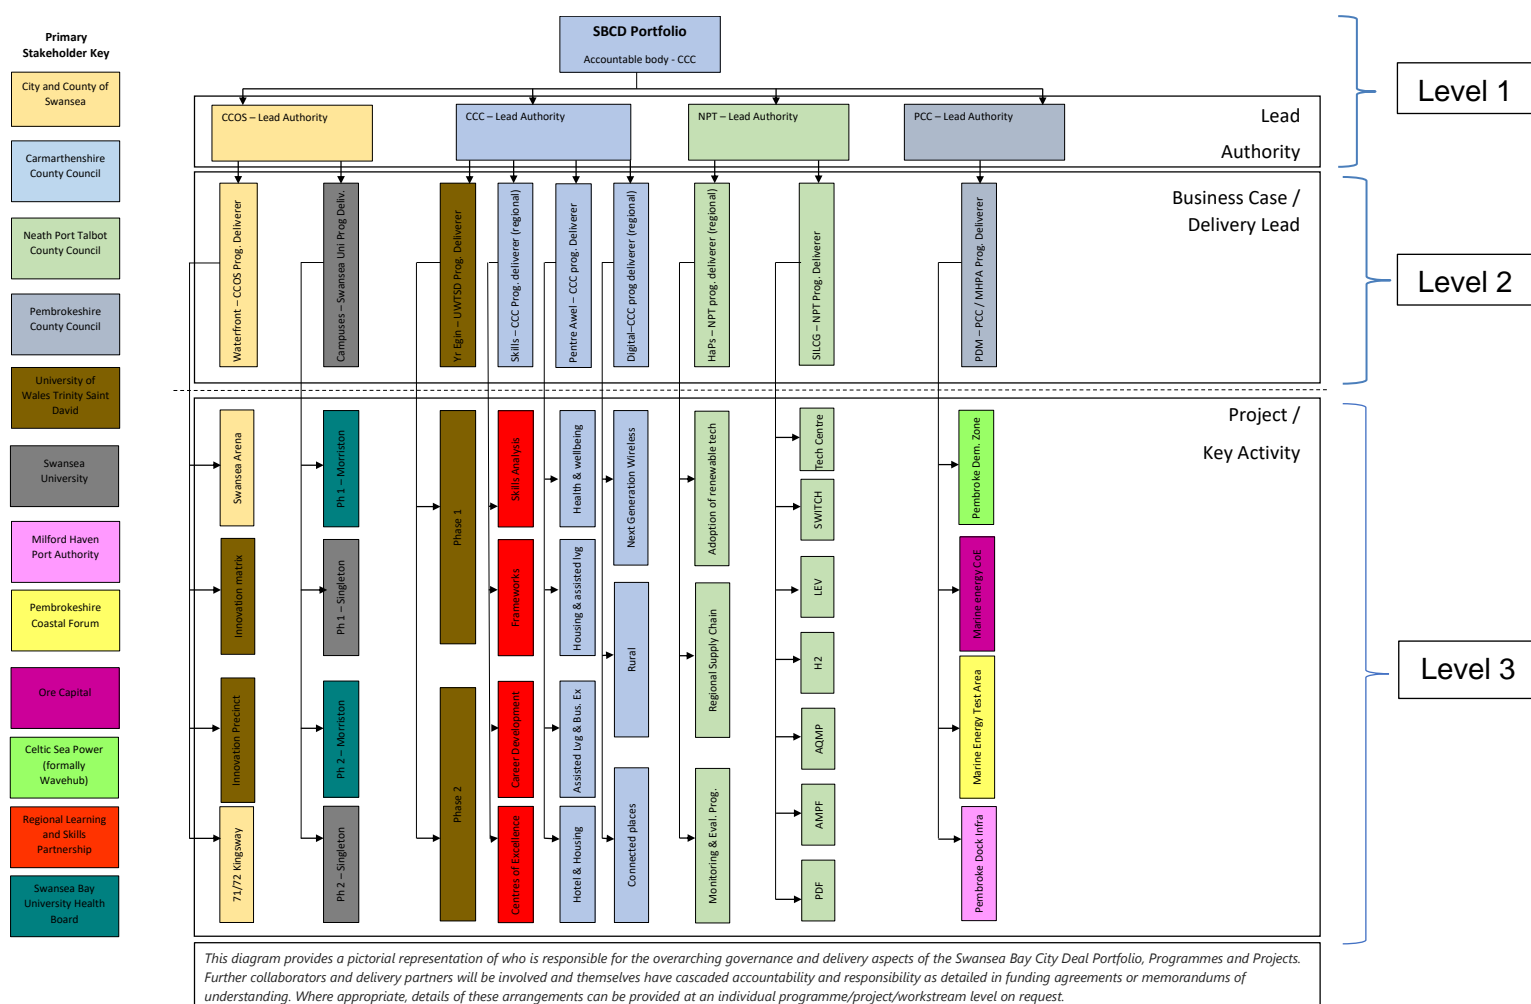 Primary
Stakeholder Key
City and County of
Swansea
Carmarthenshire
County Council
Neath Port Talbot
County Council
Pembrokeshire
County Council
University of
Wales Trinity Saint
David
Swansea
University
Milford Haven
Port Authority
Pembrokeshire
Coastal Forum
Ore Capital
Celtic Sea Power
(formally
Wavehub)
Regional Learning
and Skills
Partnership
Swansea Bay
University Health
Board
SBCD Portfolio
Accountable body - CCC
CCOS – Lead Authority
CCC – Lead Authority
NPT – Lead Authority
PCC – Lead Authority
Lead
Authority
Level 1
Waterfront – CCOS Prog. Deliverer
Campuses – Swansea Uni Prog Deliv.
Yr Egin – UWTSD Prog. Deliverer
Skills – CCC Prog. deliverer (regional)
Pentre Awel – CCC prog. Deliverer
Digital–CCC prog deliverer (regional)
HaPs – NPT prog. deliverer (regional)
SILCG – NPT Prog. Deliverer
PDM – PCC / MHPA Prog. Deliverer
Business Case /
Delivery Lead
Level 2
Swansea Arena
Innovation matrix
Innovation Precinct
71/72 Kingsway
Ph 1 – Morriston
Ph 1 – Singleton
Ph 2 – Morriston
Ph 2 – Singleton
Phase 1
Phase 2
Skills Analysis
Frameworks
Career Development
Centres of Excellence
Health & wellbeing
Housing & assisted lvg
Assisted Lvg & Bus. Ex
Hotel & Housing
Next Generation Wireless
Rural
Connected places
Adoption of renewable tech
Regional Supply Chain
Monitoring & Eval. Prog.
Tech Centre
SWITCH
LEV
H2
AQMP
AMPF
PDF
Pembroke Dem. Zone
Marine energy CoE
Marine Energy Test Area
Pembroke Dock Infra
Project /
Key Activity
Level 3
This diagram provides a pictorial representation of who is responsible for the overarching governance and delivery aspects of the Swansea Bay City Deal Portfolio, Programmes and Projects.
Further collaborators and delivery partners will be involved and themselves have cascaded accountability and responsibility as detailed in funding agreements or memorandums of
understanding. Where appropriate, details of these arrangements can be provided at an individual programme/project/workstream level on request.